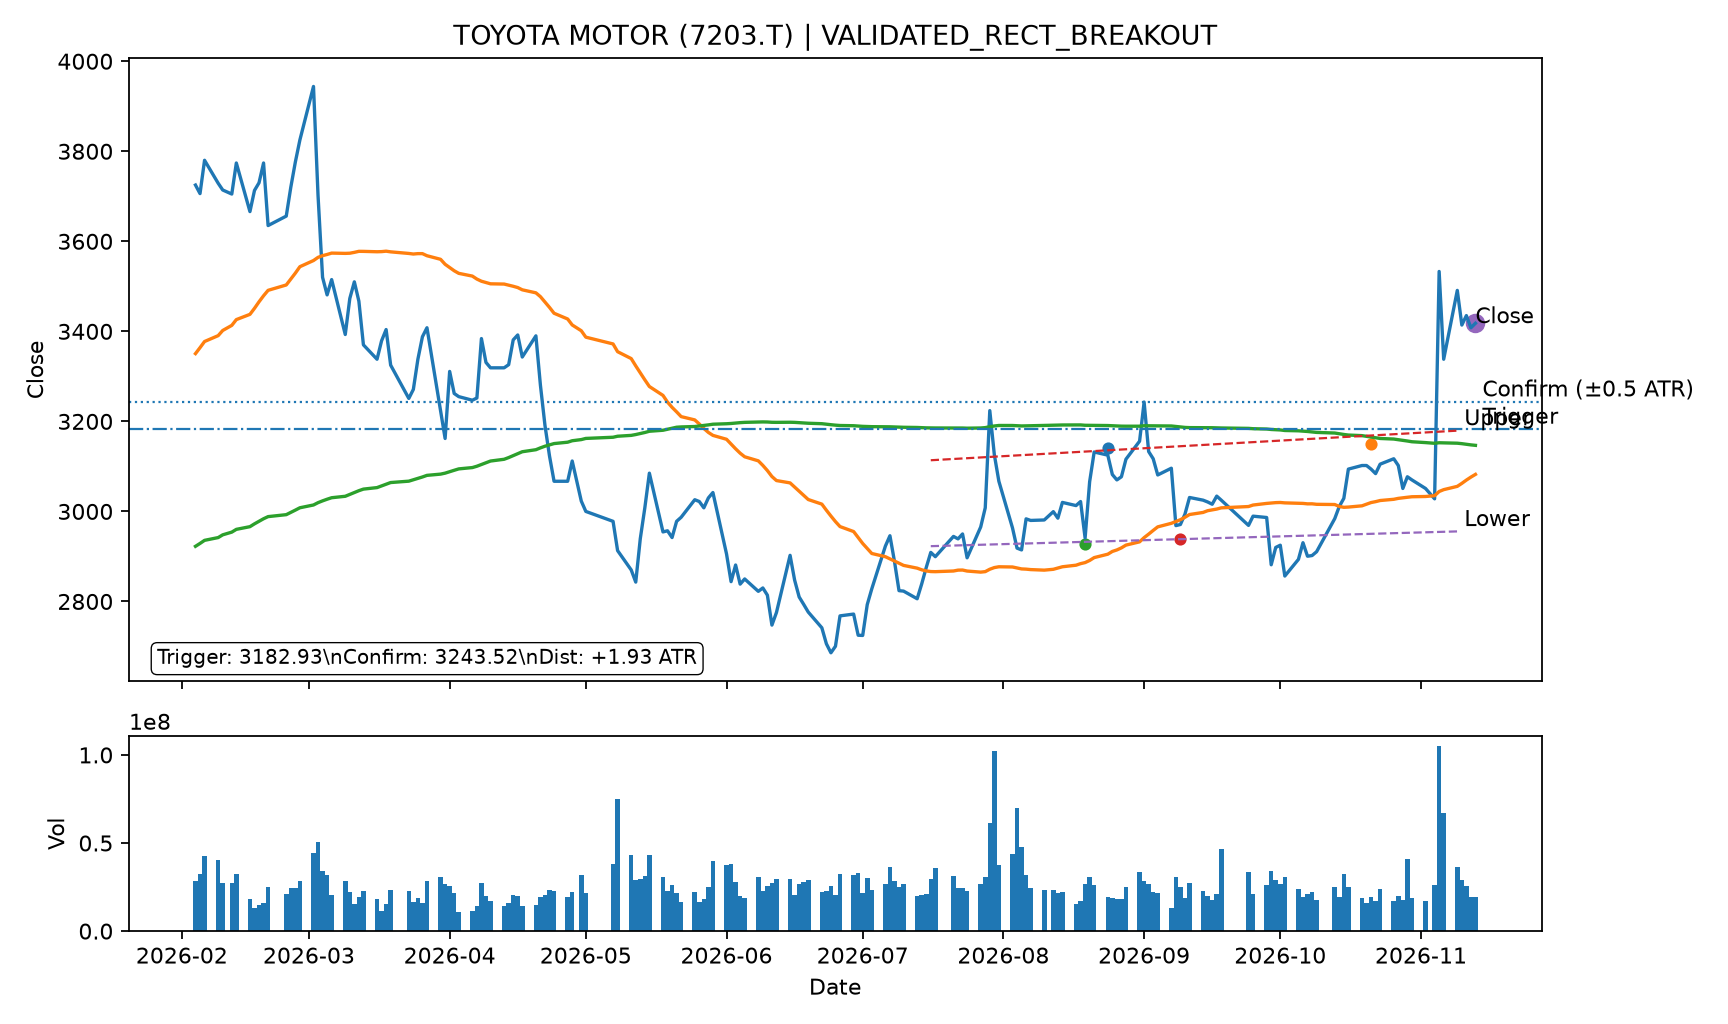 TOYOTA MOTOR (7203.T) | VALIDATED_RECT_BREAKOUT
Close
4000
3800
3600
3400
3200
3000
2800
Close
Confirm (±0.5 ATR)
Upper
Trigger
Lower
Trigger: 3182.93\nConfirm: 3243.52\nDist: +1.93 ATR
1e8
Vol
1.0
0.5
0.0
2026-02
2026-03
2026-04
2026-05
2026-06
2026-07
2026-08
2026-09
2026-10
2026-11
Date